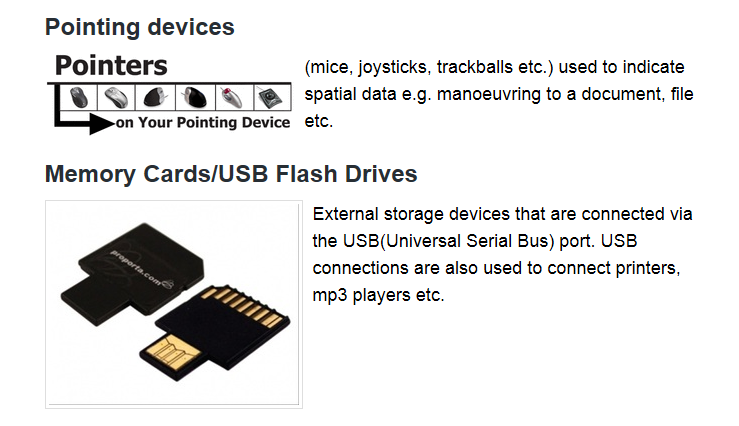 Pointing devices
Pointers
on Your Pointing Device
(mice, joysticks, trackballs etc.) used to indicate
spatial data e.g. manoeuvring to a document, file
etc.
Memory Cards/USB Flash Drives
proporta.com
External storage devices that are connected via
the USB(Universal Serial Bus) port. USB
connections are also used to connect printers,
mp3 players etc.